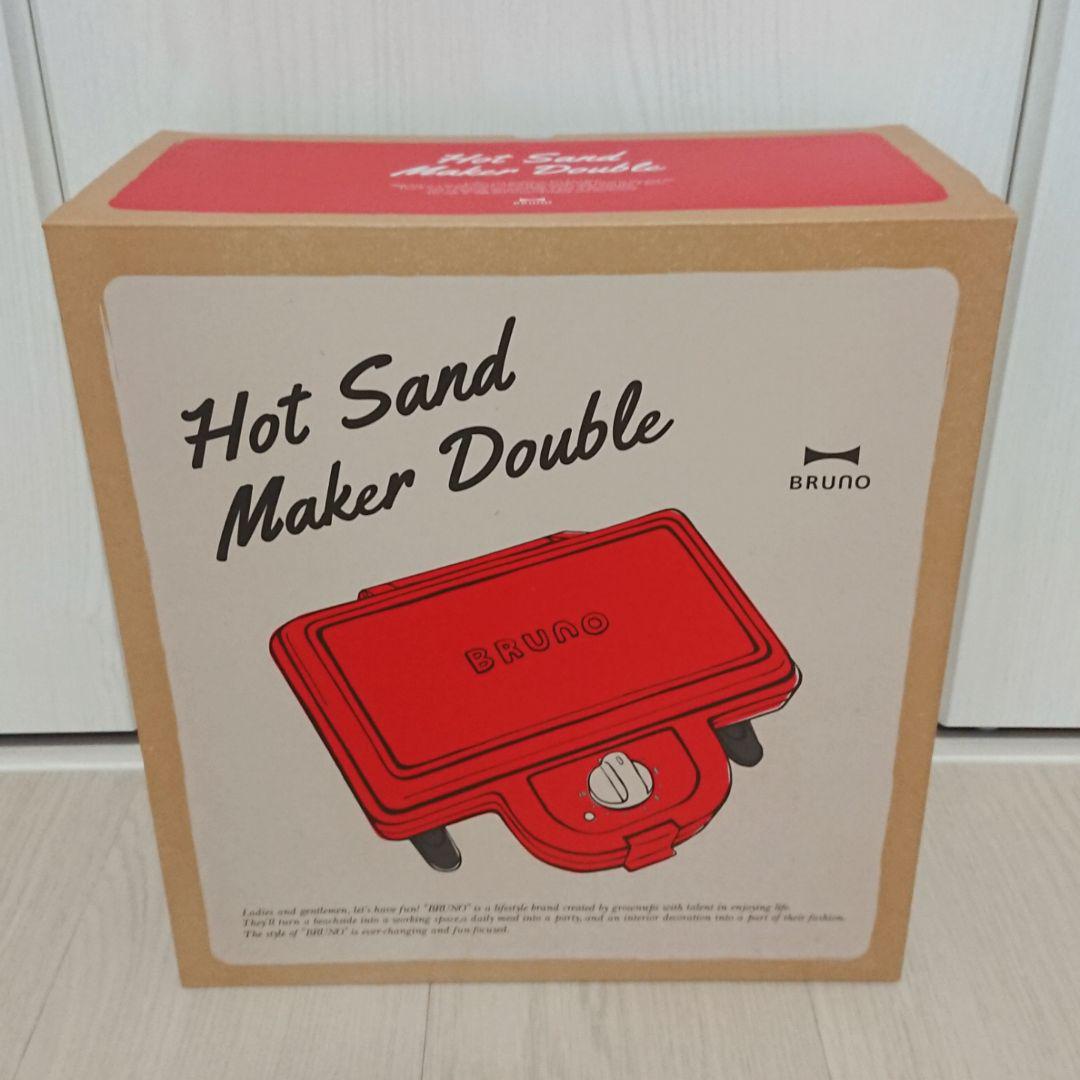 Hot Sand
Maker Double
BRUNO
Hot Sand
Maker Double
BRUNO
BRUNO
Ladies and gentlemen, let's have fun! "BRUNO" is a lifestyle brand created by grownups with talent in enjoying life.
They'll turn a beachside into a working space, a daily meal into a party, and an interior decoration into a part of their fashion.
The style of "BRUNO" is ever-changing and fun-focused.